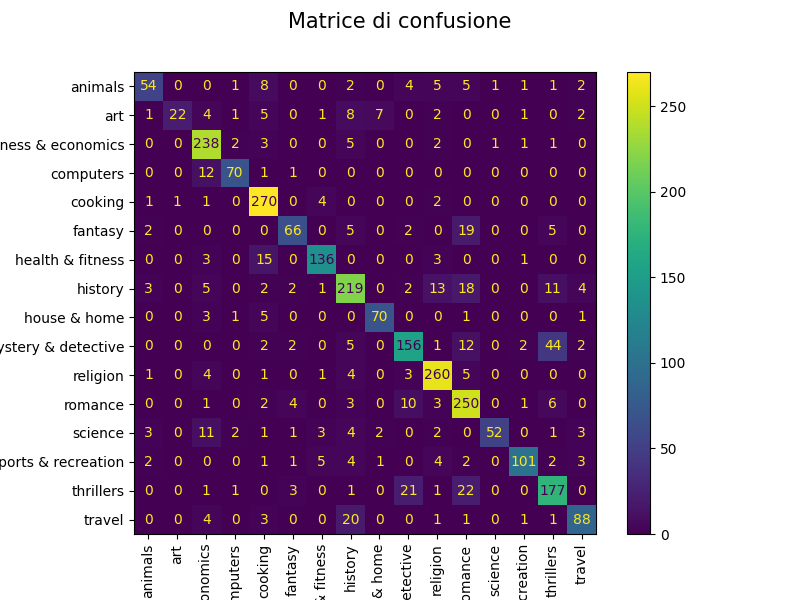 Matrice di confusione
animals 54 0 0 1 8 0 0 2 0 4 5 5 1 1 1 2
art 1 22 4 1 5 0 1 8 7 0 2 0 0 1 0 2
ness & economics 0 0 238 2 3 0 0 5 0 0 2 0 1 1 1 0
computers 0 0 12 70 1 1 0 0 0 0 0 0 0 0 0 0
cooking 1 1 1 0 270 0 4 0 0 0 2 0 0 0 0 0
fantasy 2 0 0 0 0 66 0 5 0 2 0 19 0 0 5 0
health & fitness 0 0 3 0 15 0 136 0 0 0 3 0 0 1 0 0
history 3 0 5 0 2 2 1 219 0 2 13 18 0 0 11 4
house & home 0 0 3 1 5 0 0 0 70 0 0 1 0 0 0 1
ystery & detective 0 0 0 0 2 2 0 5 0 156 1 12 0 2 44 2
religion 1 0 4 0 1 0 1 4 0 3 260 5 0 0 0 0
romance 0 0 1 0 2 4 0 3 0 10 3 250 0 1 6 0
science 3 0 11 2 1 1 3 4 2 0 2 0 52 0 1 3
ports & recreation 2 0 0 0 1 1 5 4 1 0 4 2 0 101 2 3
thrillers 0 0 1 1 0 3 0 1 0 21 1 22 0 0 177 0
travel 0 0 4 0 3 0 0 20 0 0 1 1 0 1 1 88
animals
art
onomics
mputers
cooking
fantasy
& fitness
history
& home
etective
religion
omance
science
creation
thrillers
travel
250
200
150
100
50
0